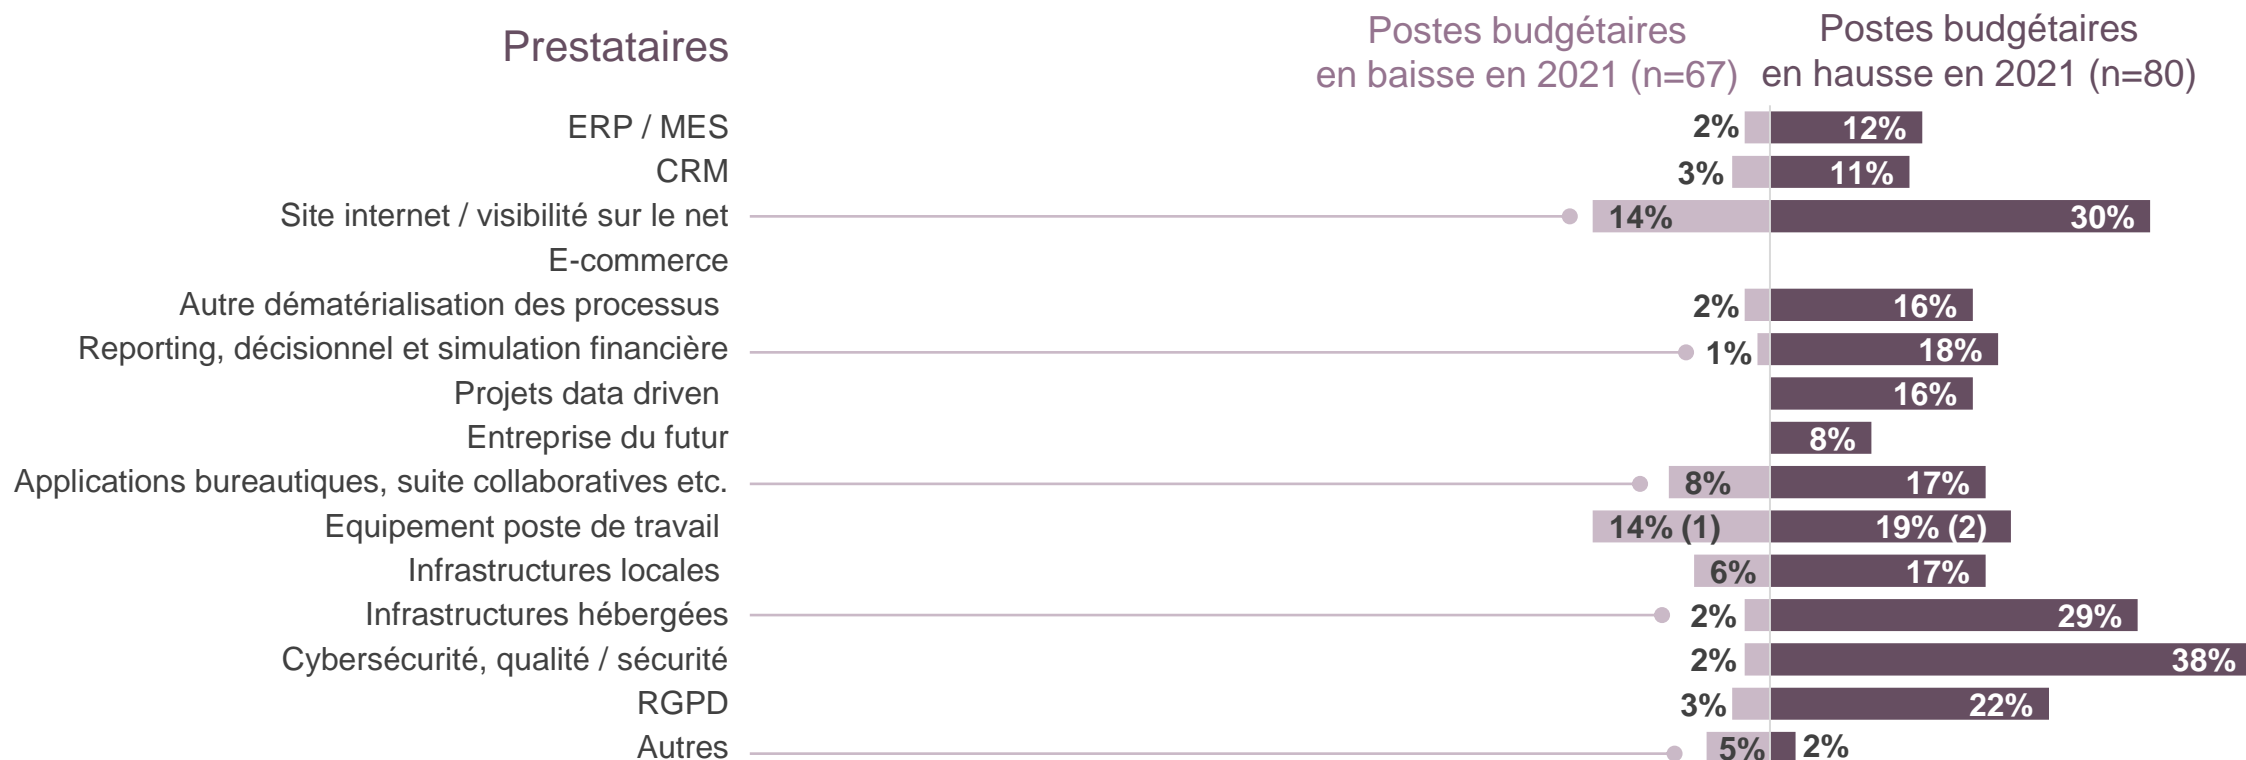 Prestataires
Postes budgétaires
en baisse en 2021 (n=67)
Postes budgétaires
en hausse en 2021 (n=80)
ERP / MES 2% 12%
CRM 3% 11%
Site internet / visibilité sur le net 14% 30%
E-commerce
Autre dématérialisation des processus 2% 16%
Reporting, décisionnel et simulation financière 1% 18%
Projets data driven 16%
Entreprise du futur 8%
Applications bureautiques, suite collaboratives etc. 8% 17%
Equipement poste de travail 14% (1) 19% (2)
Infrastructures locales 6% 17%
Infrastructures hébergées 2% 29%
Cybersécurité, qualité / sécurité 2% 38%
RGPD 3% 22%
Autres 5% 2%